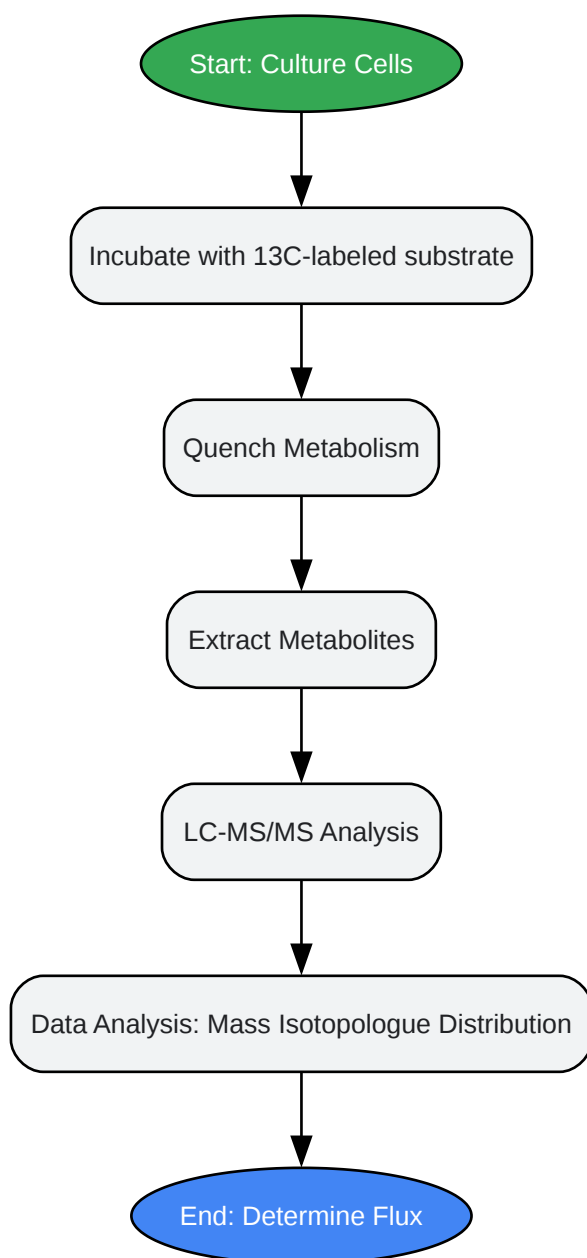 Start: Culture Cells
Incubate with 13C-labeled substrate
Quench Metabolism
Extract Metabolites
LC-MS/MS Analysis
Data Analysis: Mass Isotopologue Distribution
End: Determine Flux